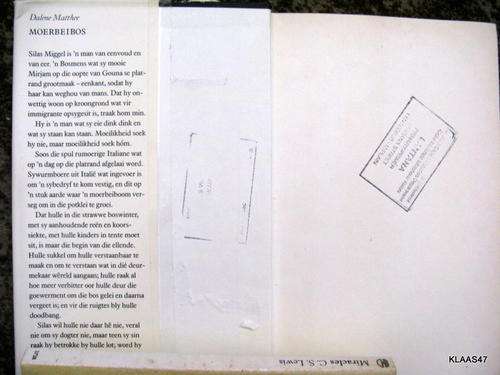 Dalene Matthee
MOERBEIBOS
Silas Miggel is 'n man van eenvoud en
van eer. 'n Bosmens wat sy mooie
Mirjam op die oopte van Gouna se plat-
rand grootmaak – eenkant, sodat hy
haar kan weghou van mans. Dat hy on-
wettig woon op kroongrond wat vir
immigrante opsygesit is, traak hom min.
Hy is 'n man wat sy eie dink dink en
wat sy staan kan staan. Moeilikheid soek
hy nie, maar moeilikheid soek hóm.
Soos die spul rumoerige Italiane wat
op 'n dag op die platrand afgelaai word.
Sywurmboere uit Italië wat ingevoer is
om 'n sybedryf te kom vestig, en dit op
'n stuk aarde waar 'n moerbeiboom ver-
seg om in die potklei te groei.
Dat hulle in die strawwe boswinter,
met sy aanhoudende reën en koors-
siekte, met hulle kinders in tente moet
sit, is maar die begin van die ellende.
Hulle sukkel om hulle verstaanbaar te
maak en om te verstaan wat in dié deur-
mekaar wêreld aangaan; hulle raak al
hoe meer verbitter oor hulle deur die
goewerment om die bos gelei en daarna
vergeet is; en vir die ruigtes bly hulle
doodbang.
Silas wil hulle nie daar hê nie, veral
nie om sy dogter nie, maar teen sy sin
raak hy betrokke by hulle lot; word hy
Miracles C. S. Lewis
KLAAS47